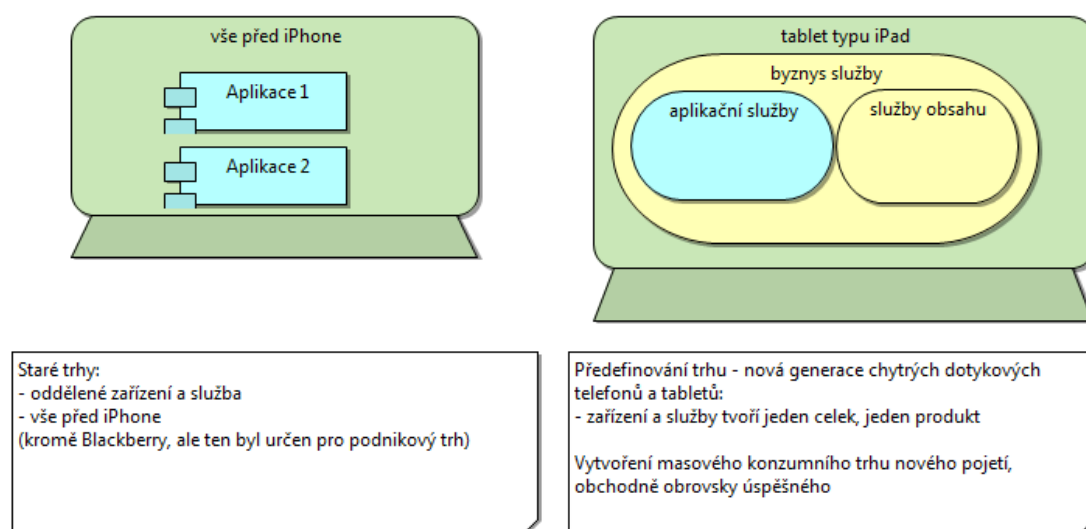 vše před iPhone
Aplikace 1
Aplikace 2
tablet typu iPad
byznys služby
aplikační služby
služby obsahu
Staré trhy:
- oddělené zařízení a služba
- vše před iPhone
(kromě Blackberry, ale ten byl určen pro podnikový trh)
Předefinování trhu - nová generace chytrých dotykových
telefonů a tabletů:
- zařízení a služby tvoří jeden celek, jeden produkt
Vytvoření masového konzumního trhu nového pojetí,
obchodně obrovsky úspěšného